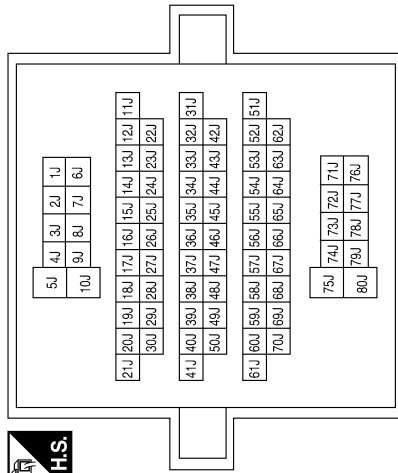 H.S.
5J 4J 3J 2J 1J
10J 9J 8J 7J 6J
21J 20J 19J 18J 17J 16J 15J 14J 13J 12J 11J
30J 29J 28J 27J 26J 25J 24J 23J 22J
41J 40J 39J 38J 37J 36J 35J 34J 33J 32J 31J
50J 49J 48J 47J 46J 45J 44J 43J 42J
61J 60J 59J 58J 57J 56J 55J 54J 53J 52J 51J
70J 69J 68J 67J 66J 65J 64J 63J 62J
75J 74J 73J 72J 71J
80J 79J 78J 77J 76J